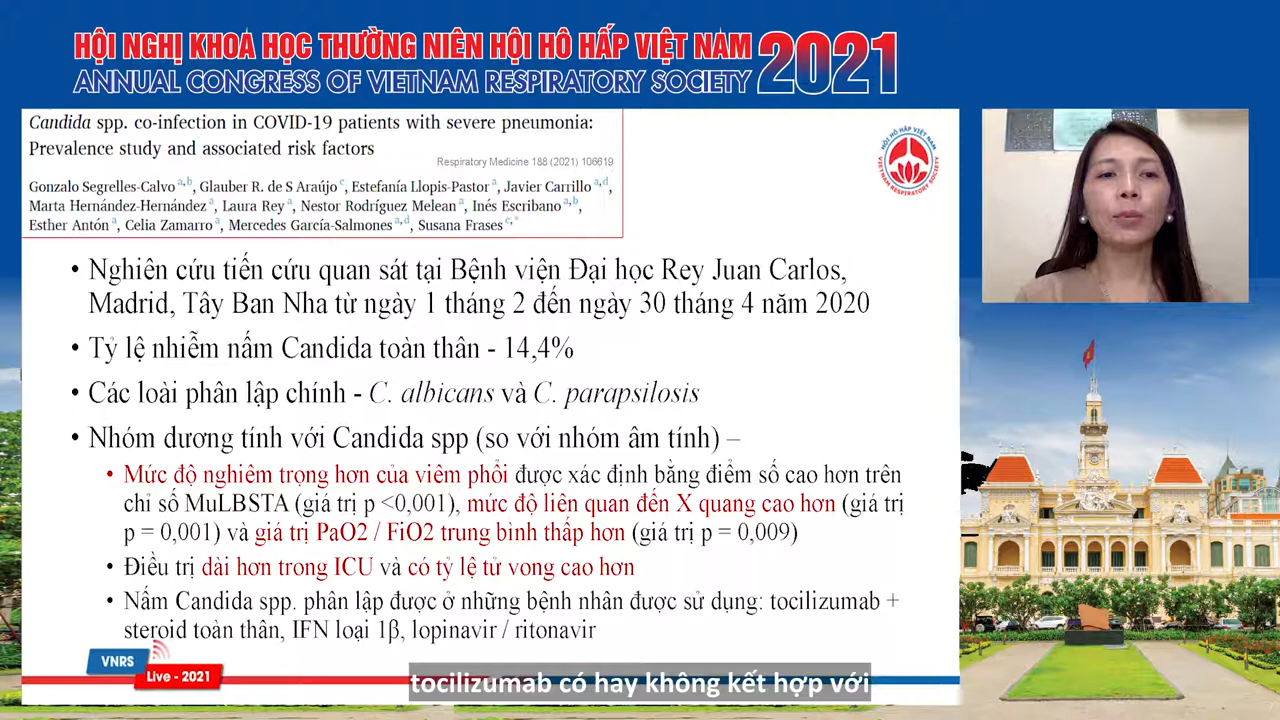 HỘI NGHỊ KHOA HỌC THƯỜNG NIÊN HỘI HÔ HẤP VIỆT NAM
ANNUAL CONGRESS OF VIETNAM RESPIRATORY SOCIETY
2021
Candida spp. co-infection in COVID-19 patients with severe pneumonia:
Prevalence study and associated risk factors
Respiratory Medicine 188 (2021) 106619
Gonzalo Segrelles-Calvo a,b, Glauber R. de S Araújo c, Estefanía Llopis-Pastor a, Javier Carrillo a,d,
Marta Hernández-Hernández a, Laura Rey a, Nestor Rodríguez Melean a, Inés Escribano a,b,
Esther Antón a, Celia Zamarro a, Mercedes García-Salmones a,d, Susana Frases c,*
HỘI HÔ HẤP VIỆT NAM
VIETNAM RESPIRATORY SOCIETY
• Nghiên cứu tiến cứu quan sát tại Bệnh viện Đại học Rey Juan Carlos,
Madrid, Tây Ban Nha từ ngày 1 tháng 2 đến ngày 30 tháng 4 năm 2020
• Tỷ lệ nhiễm nấm Candida toàn thân - 14,4%
• Các loài phân lập chính - C. albicans và C. parapsilosis
• Nhóm dương tính với Candida spp (so với nhóm âm tính) –
• Mức độ nghiêm trọng hơn của viêm phổi được xác định bằng điểm số cao hơn trên
chỉ số MuLBSTA (giá trị p <0,001), mức độ liên quan đến X quang cao hơn (giá trị
p = 0,001) và giá trị PaO2 / FiO2 trung bình thấp hơn (giá trị p = 0,009)
• Điều trị dài hơn trong ICU và có tỷ lệ tử vong cao hơn
• Nấm Candida spp. phân lập được ở những bệnh nhân được sử dụng: tocilizumab +
steroid toàn thân, IFN loại 1β, lopinavir / ritonavir
VNRS
Live - 2021
tocilizumab có hay không kết hợp với